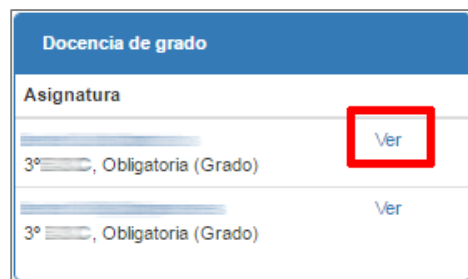 Docencia de grado
Asignatura
Ver
3º , Obligatoria (Grado)
Ver
3º , Obligatoria (Grado)